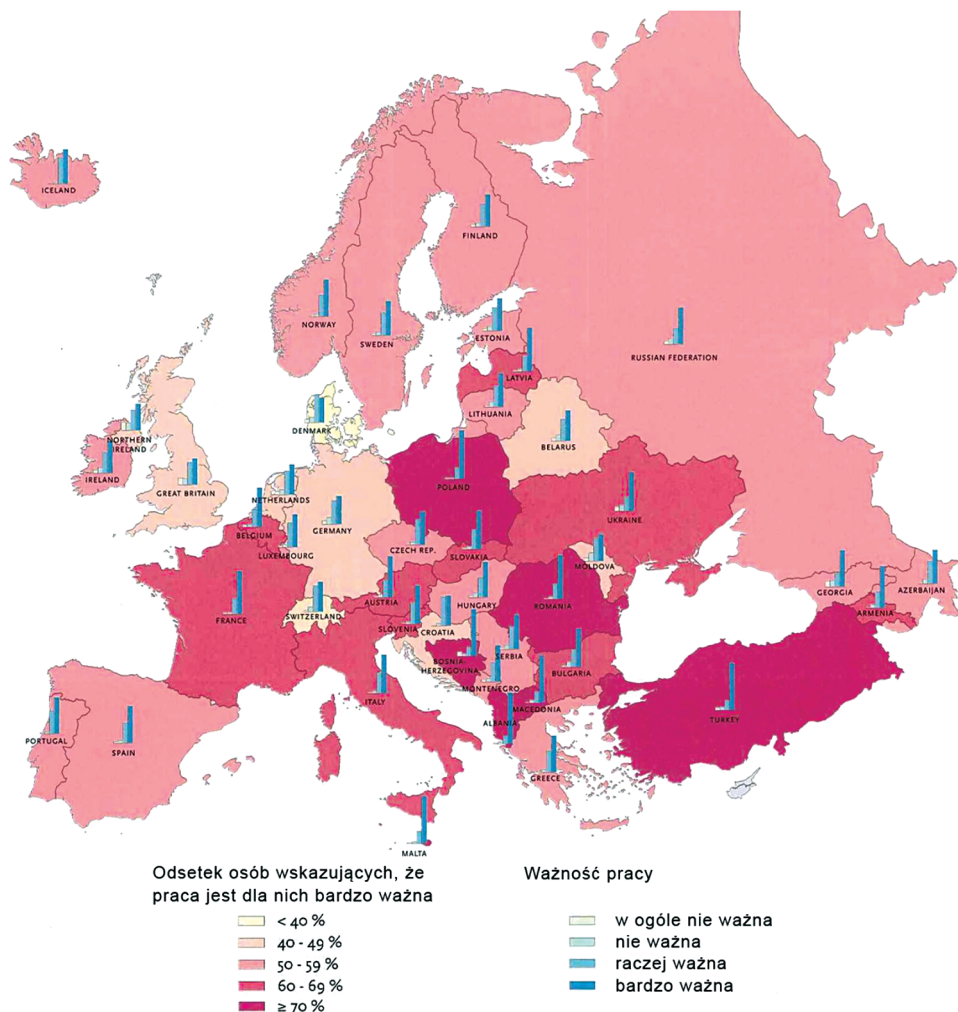 ICELAND
FINLAND
NORWAY
SWEDEN
ESTONIA
RUSSIAN FEDERATION
LATVIA
LITHUANIA
DENMARK
NORTHERN
IRELAND
IRELAND
BELARUS
GREAT BRITAIN
NETHERLANDS
POLAND
GERMANY
UKRAINE
BELGIUM
LUXEMBOURG
CZECH REP.
SLOVAKIA
MOLDOVA
AUSTRIA
HUNGARY
ROMANIA
GEORGIA
AZERBAIJAN
ARMENIA
FRANCE
SWITZERLAND
SLOVENIA
CROATIA
SERBIA
BOSNIA-
HERZEGOVINA
BULGARIA
MONTENEGRO
ITALY
MACEDONIA
ALBANIA
TURKEY
PORTUGAL
SPAIN
GREECE
MALTA
Odsetek osób wskazujących, że
praca jest dla nich bardzo ważna
< 40 %
40 - 49 %
50 - 59 %
60 - 69 %
≥ 70 %
Ważność pracy
w ogóle nie ważna
nie ważna
raczej ważna
bardzo ważna